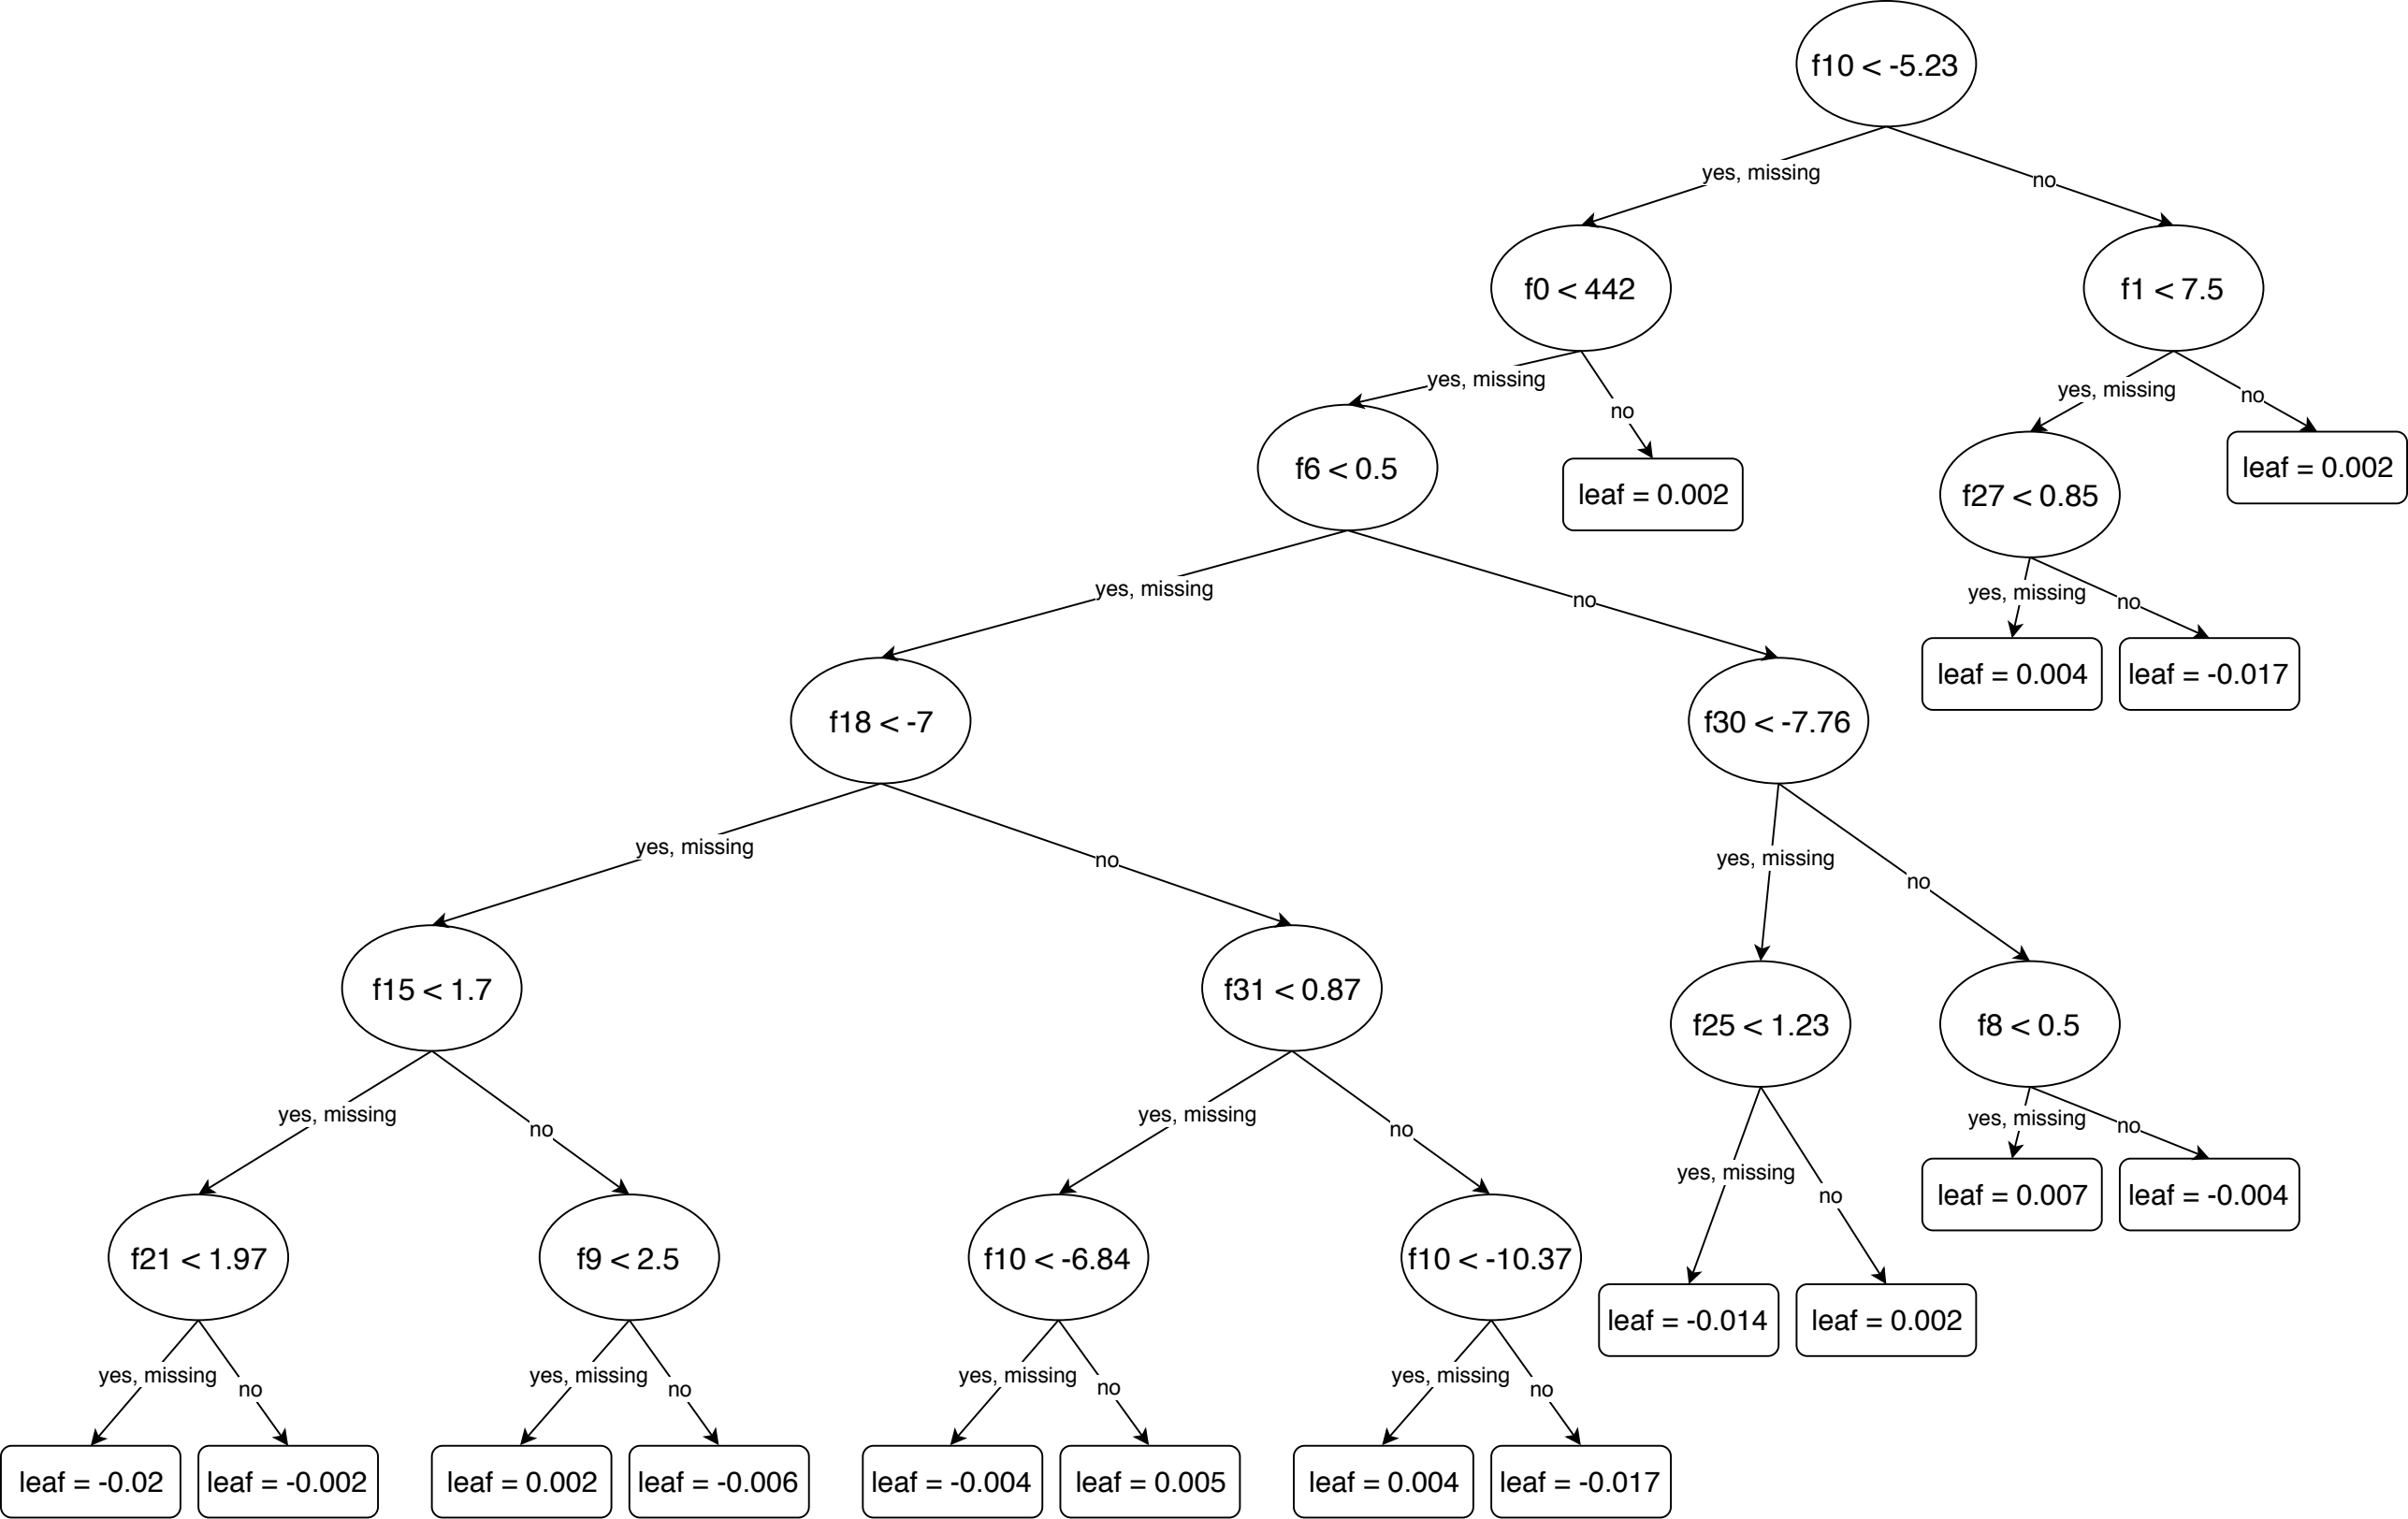 f10 < -5.23
yes, missing
no
f0 < 442
f1 < 7.5
yes, missing
no
yes, missing
no
f6 < 0.5
leaf = 0.002
f27 < 0.85
leaf = 0.002
yes, missing
no
yes, missing
no
leaf = 0.004
leaf = -0.017
f18 < -7
f30 < -7.76
yes, missing
no
yes, missing
no
f15 < 1.7
f31 < 0.87
f25 < 1.23
f8 < 0.5
yes, missing
no
yes, missing
no
yes, missing
no
yes, missing
no
leaf = 0.007
leaf = -0.004
f21 < 1.97
f9 < 2.5
f10 < -6.84
f10 < -10.37
leaf = -0.014
leaf = 0.002
yes, missing
no
yes, missing
no
yes, missing
no
yes, missing
no
leaf = -0.02
leaf = -0.002
leaf = 0.002
leaf = -0.006
leaf = -0.004
leaf = 0.005
leaf = 0.004
leaf = -0.017